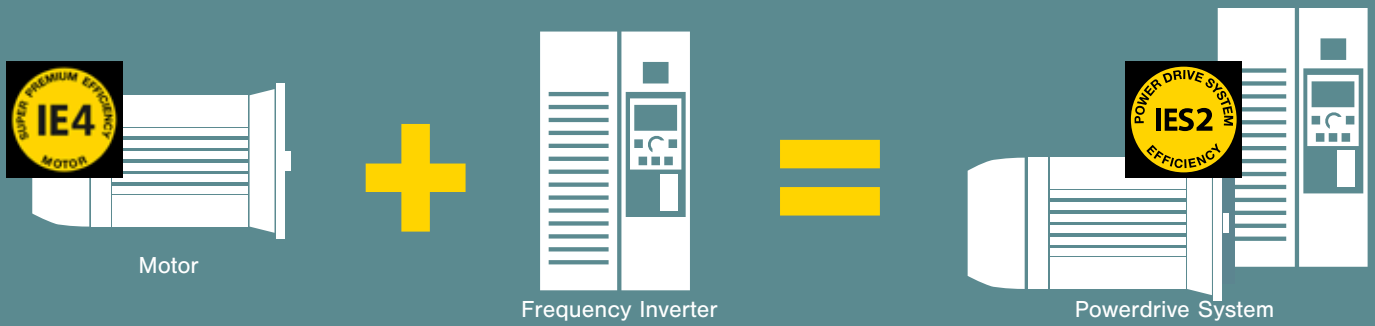 SUPER PREMIUM EFFICIENCY
IE4
MOTOR
Motor
Frequency Inverter
POWER DRIVE SYSTEM
IES2
EFFICIENCY
Powerdrive System